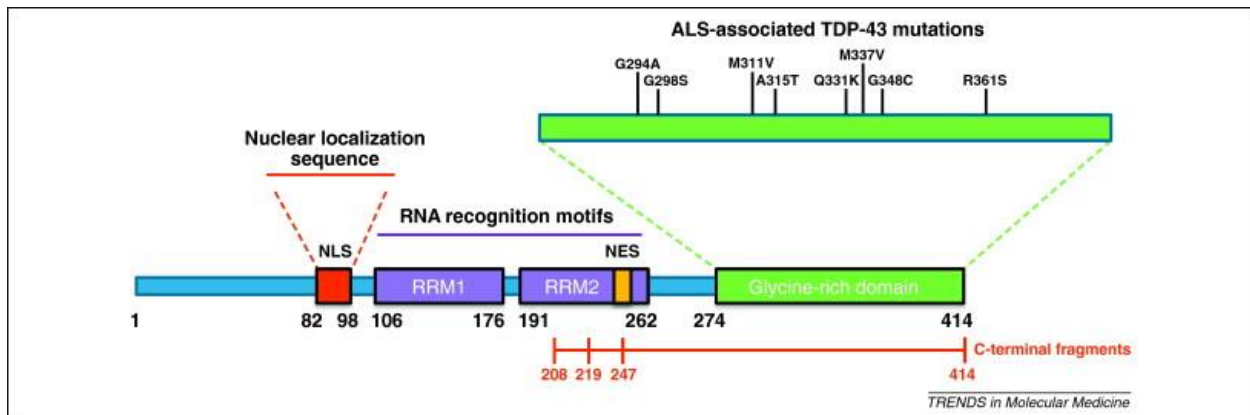 ALS-associated TDP-43 mutations
M337V
G294A M311V
G298S A315T Q331K G348C R361S
Nuclear localization
sequence
RNA recognition motifs
NLS NES
RRM1 RRM2 Glycine-rich domain
1 82 98 106 176 191 262 274 414
C-terminal fragments
208 219 247 414
TRENDS in Molecular Medicine